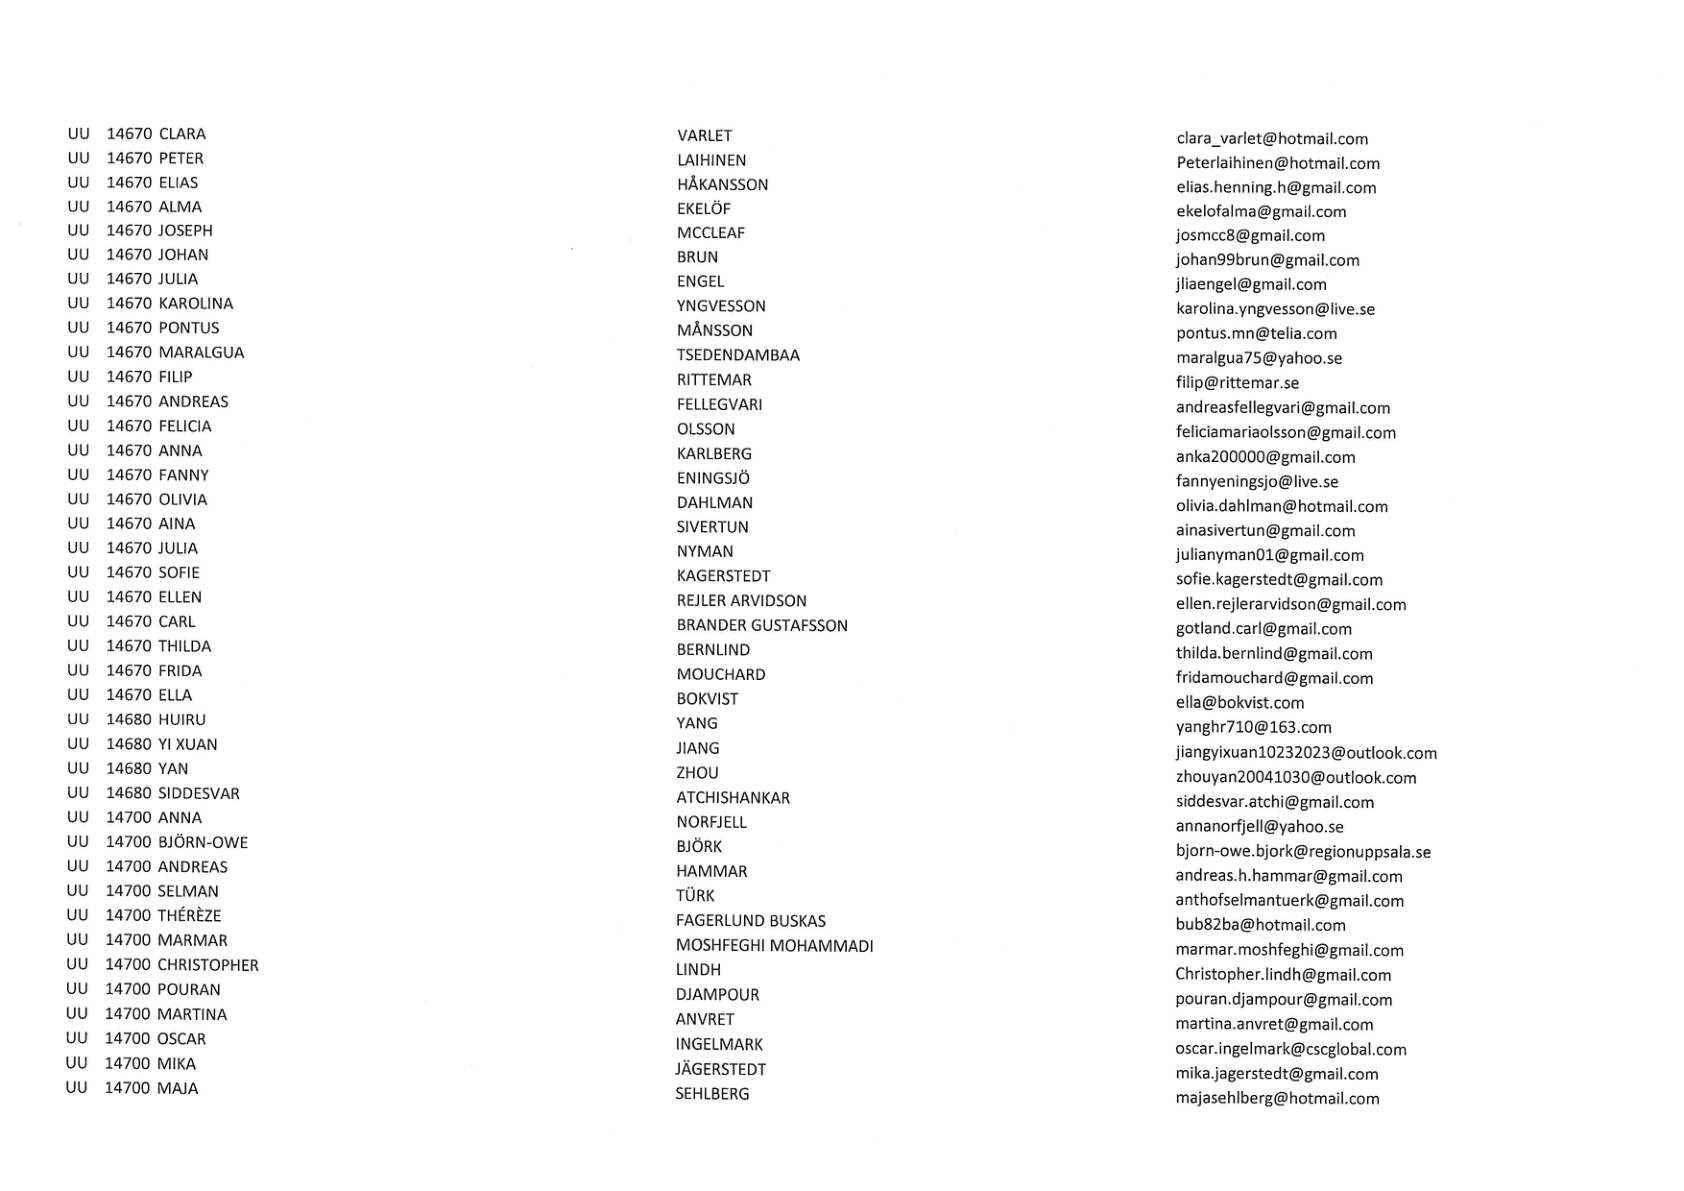 UU 14670 CLARA VARLET clara_varlet@hotmail.com
UU 14670 PETER LAIHINEN Peterlaihinen@hotmail.com
UU 14670 ELIAS HÅKANSSON elias.henning.h@gmail.com
UU 14670 ALMA EKELÖF ekelofalma@gmail.com
UU 14670 JOSEPH MCCLEAF josmcc8@gmail.com
UU 14670 JOHAN BRUN johan99brun@gmail.com
UU 14670 JULIA ENGEL jliaengel@gmail.com
UU 14670 KAROLINA YNGVESSON karolina.yngvesson@live.se
UU 14670 PONTUS MÅNSSON pontus.mn@telia.com
UU 14670 MARALGUA TSEDENDAMBAA maralgua75@yahoo.se
UU 14670 FILIP RITTEMAR filip@rittemar.se
UU 14670 ANDREAS FELLEGVARI andreasfellegvari@gmail.com
UU 14670 FELICIA OLSSON feliciamariaolsson@gmail.com
UU 14670 ANNA KARLBERG anka200000@gmail.com
UU 14670 FANNY ENINGSJÖ fannyeningsjo@live.se
UU 14670 OLIVIA DAHLMAN olivia.dahlman@hotmail.com
UU 14670 AINA SIVERTUN ainasivertun@gmail.com
UU 14670 JULIA NYMAN julianyman01@gmail.com
UU 14670 SOFIE KAGERSTEDT sofie.kagerstedt@gmail.com
UU 14670 ELLEN REJLER ARVIDSON ellen.rejlerarvidson@gmail.com
UU 14670 CARL BRANDER GUSTAFSSON gotland.carl@gmail.com
UU 14670 THILDA BERNLIND thilda.bernlind@gmail.com
UU 14670 FRIDA MOUCHARD fridamouchard@gmail.com
UU 14670 ELLA BOKVIST ella@bokvist.com
UU 14680 HUIRU YANG yanghr710@163.com
UU 14680 YI XUAN JIANG jiangyixuan10232023@outlook.com
UU 14680 YAN ZHOU zhouyan20041030@outlook.com
UU 14680 SIDDESVAR ATCHISHANKAR siddesvar.atchi@gmail.com
UU 14700 ANNA NORFJELL annanorfjell@yahoo.se
UU 14700 BJÖRN-OWE BJÖRK bjorn-owe.bjork@regionuppsala.se
UU 14700 ANDREAS HAMMAR andreas.h.hammar@gmail.com
UU 14700 SELMAN TÜRK anthofselmantuerk@gmail.com
UU 14700 THÉRÈZE FAGERLUND BUSKAS bub82ba@hotmail.com
UU 14700 MARMAR MOSHFEGHI MOHAMMADI marmar.moshfeghi@gmail.com
UU 14700 CHRISTOPHER LINDH Christopher.lindh@gmail.com
UU 14700 POURAN DJAMPOUR pouran.djampour@gmail.com
UU 14700 MARTINA ANVRET martina.anvret@gmail.com
UU 14700 OSCAR INGELMARK oscar.ingelmark@cscglobal.com
UU 14700 MIKA JÄGERSTEDT mika.jagerstedt@gmail.com
UU 14700 MAJA SEHLBERG majasehlberg@hotmail.com